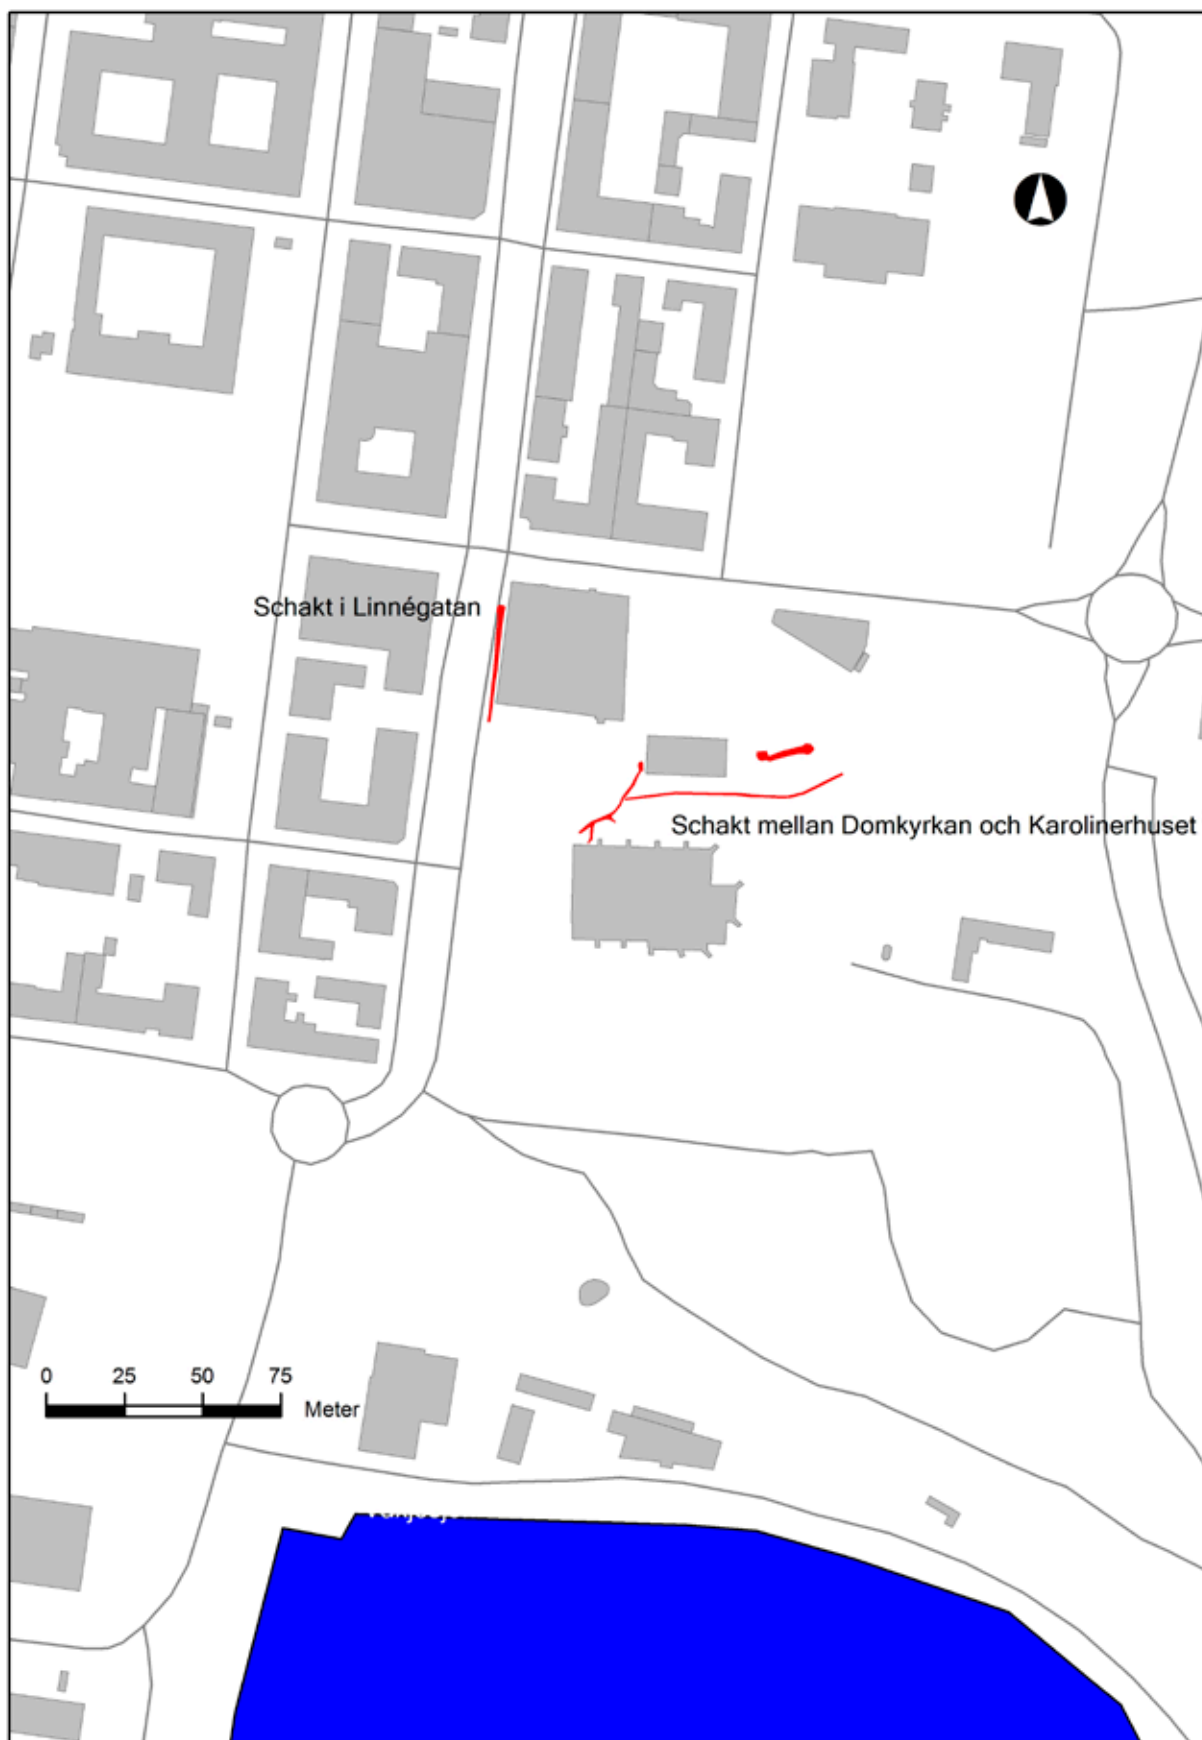 Schakt i Linnégatan
Schakt mellan Domkyrkan och Karolinerhuset
0 25 50 75
Meter